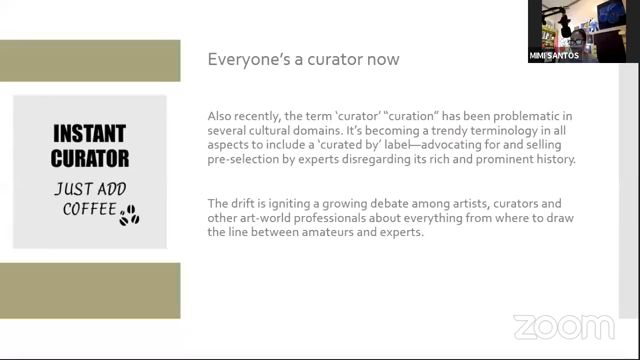 Everyone's a curator now
MIMI SANTOS
INSTANT
CURATOR
JUST ADD
COFFEE
Also recently, the term 'curator' "curation" has been problematic in
several cultural domains. It's becoming a trendy terminology in all
aspects to include a 'curated by' label—advocating for and selling
pre-selection by experts disregarding its rich and prominent history.
The drift is igniting a growing debate among artists, curators and
other art-world professionals about everything from where to draw
the line between amateurs and experts.
zoom